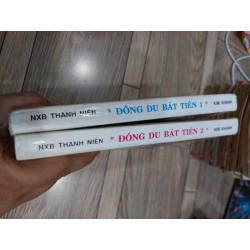 NXB THANH NIÊN * ĐÔNG DU BÁT TIÊN 1 *
NXB THANH NIÊN * ĐÔNG DU BÁT TIÊN 2 *